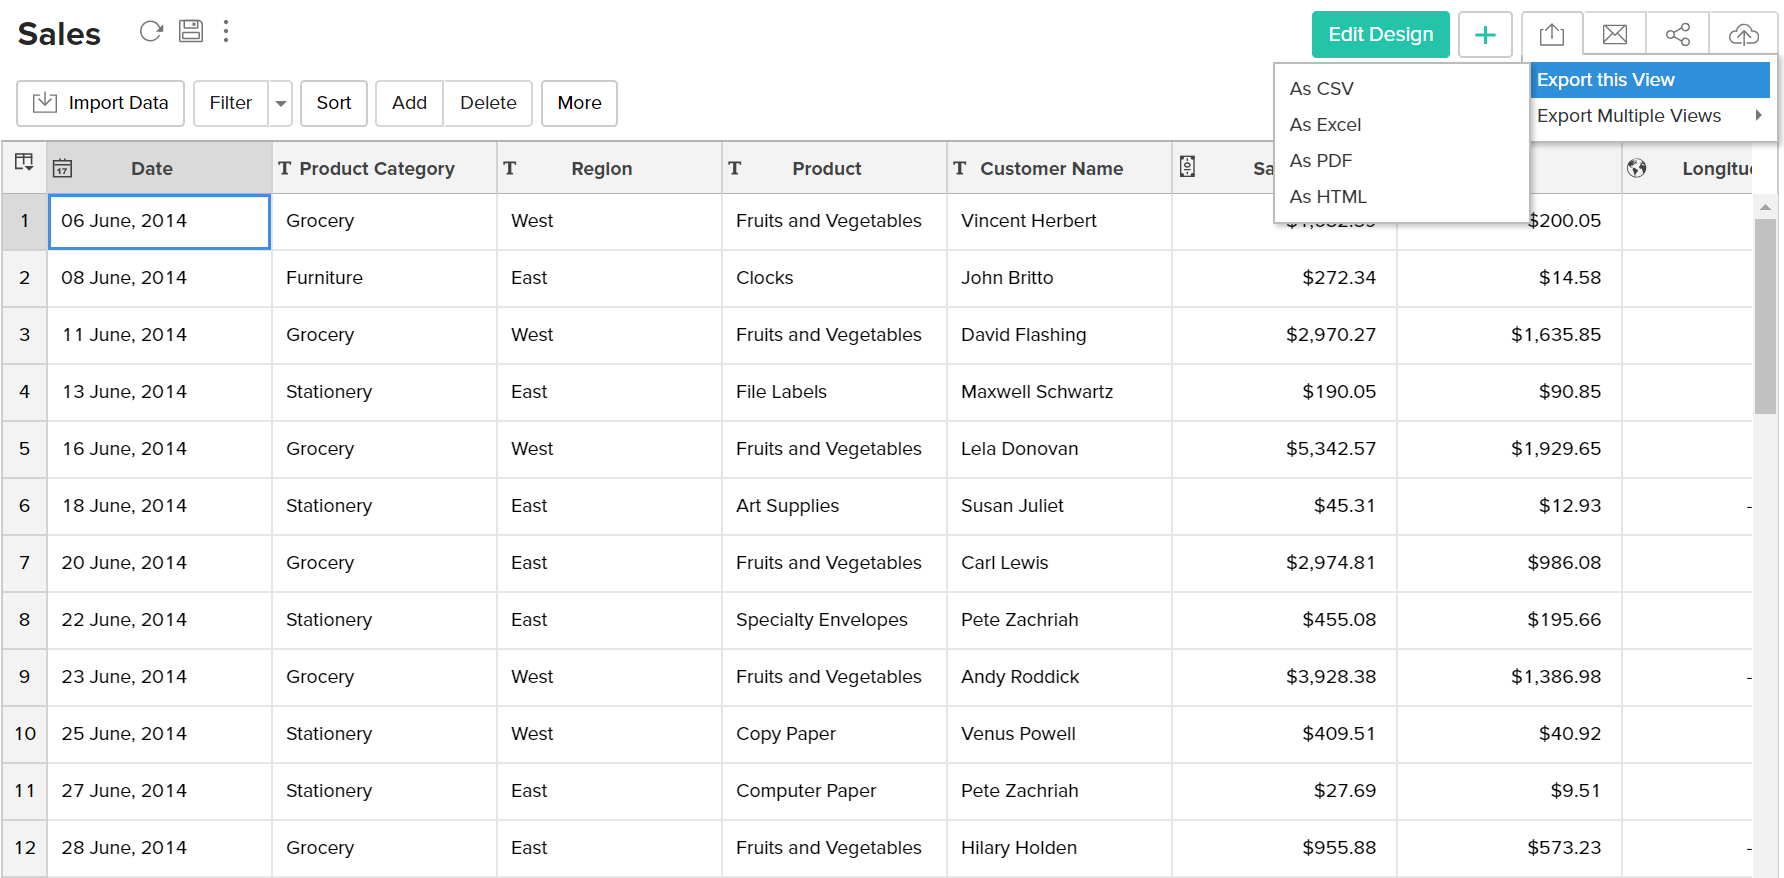 Sales
Edit Design
Import Data Filter Sort Add Delete More
Export this View
Export Multiple Views
As CSV
As Excel
As PDF
As HTML
17 Date T Product Category T Region T Product T Customer Name
1 06 June, 2014 Grocery West Fruits and Vegetables Vincent Herbert $200.05
2 08 June, 2014 Furniture East Clocks John Britto $272.34 $14.58
3 11 June, 2014 Grocery West Fruits and Vegetables David Flashing $2,970.27 $1,635.85
4 13 June, 2014 Stationery East File Labels Maxwell Schwartz $190.05 $90.85
5 16 June, 2014 Grocery West Fruits and Vegetables Lela Donovan $5,342.57 $1,929.65
6 18 June, 2014 Stationery East Art Supplies Susan Juliet $45.31 $12.93 -
7 20 June, 2014 Grocery East Fruits and Vegetables Carl Lewis $2,974.81 $986.08
8 22 June, 2014 Stationery East Specialty Envelopes Pete Zachriah $455.08 $195.66
9 23 June, 2014 Grocery West Fruits and Vegetables Andy Roddick $3,928.38 $1,386.98 -
10 25 June, 2014 Stationery West Copy Paper Venus Powell $409.51 $40.92 -
11 27 June, 2014 Stationery East Computer Paper Pete Zachriah $27.69 $9.51
12 28 June, 2014 Grocery East Fruits and Vegetables Hilary Holden $955.88 $573.23 -